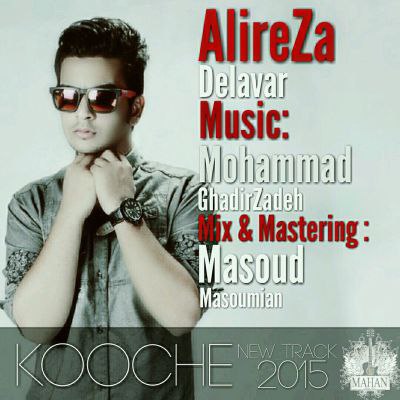 AlireZa
Delavar
Music:
Mohammad
GhadirZadeh
Mix & Mastering :
Masoud
Masoumian
KOOCHE
NEW TRACK
2015
MAHAN